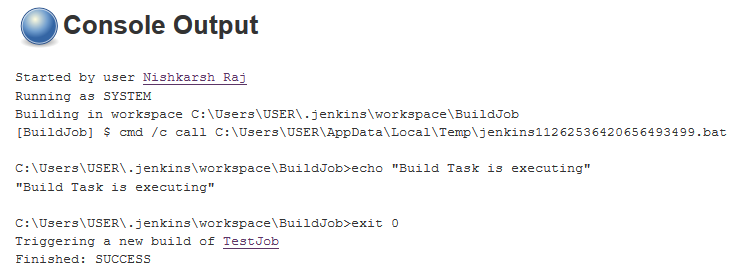 Console Output
Started by user Nishkarsh Raj
Running as SYSTEM
Building in workspace C:\Users\USER\.jenkins\workspace\BuildJob
[BuildJob] $ cmd /c call C:\Users\USER\AppData\Local\Temp\jenkins11262536420656493499.bat
C:\Users\USER\.jenkins\workspace\BuildJob>echo "Build Task is executing"
"Build Task is executing"
C:\Users\USER\.jenkins\workspace\BuildJob>exit 0
Triggering a new build of TestJob
Finished: SUCCESS